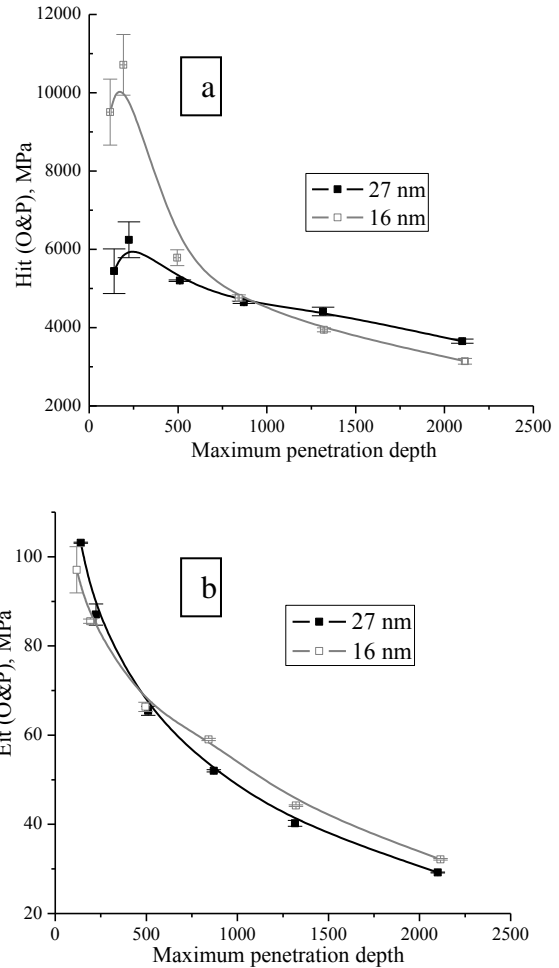 12000
10000
8000
6000
4000
2000
Hit (O&P), MPa
a
27 nm
16 nm
0 500 1000 1500 2000 2500
Maximum penetration depth
100
80
60
40
20
Eit (O&P), MPa
b
27 nm
16 nm
0 500 1000 1500 2000 2500
Maximum penetration depth